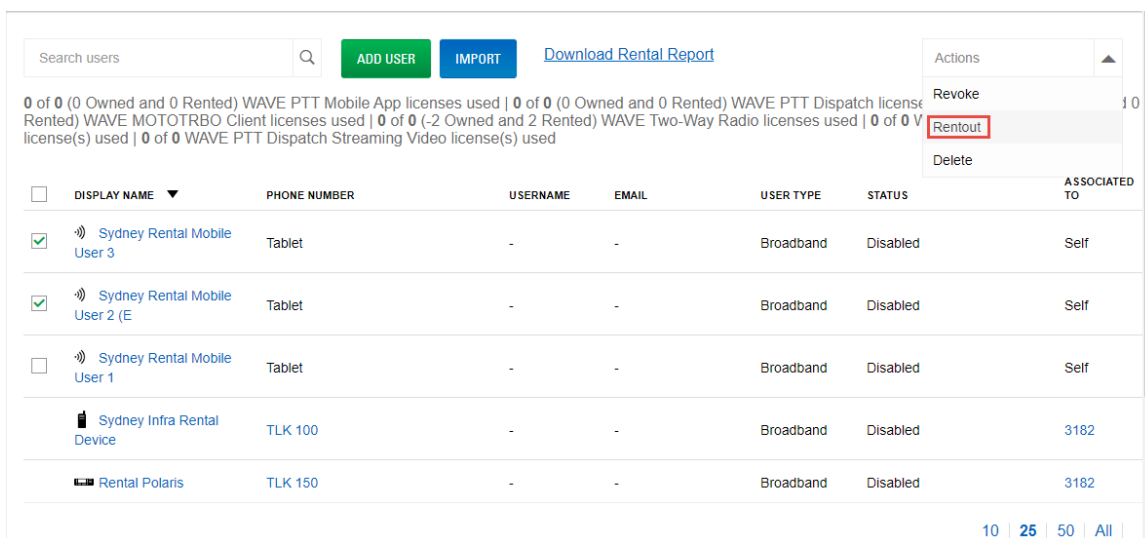 Search users
ADD USER
IMPORT
Download Rental Report
Actions
Revoke
Rentout
Delete
0 of 0 (0 Owned and 0 Rented) WAVE PTT Mobile App licenses used | 0 of 0 (0 Owned and 0 Rented) WAVE PTT Dispatch license
Rented) WAVE MOTOTRBO Client licenses used | 0 of 0 (-2 Owned and 2 Rented) WAVE Two-Way Radio licenses used | 0 of 0
license(s) used | 0 of 0 WAVE PTT Dispatch Streaming Video license(s) used
DISPLAY NAME PHONE NUMBER USERNAME EMAIL USER TYPE STATUS ASSOCIATED
TO
Sydney Rental Mobile
User 3
Tablet - - Broadband Disabled Self
Sydney Rental Mobile
User 2 (E
Tablet - - Broadband Disabled Self
Sydney Rental Mobile
User 1
Tablet - - Broadband Disabled Self
Sydney Infra Rental
Device
TLK 100 - - Broadband Disabled 3182
Rental Polaris TLK 150 - - Broadband Disabled 3182
10 | 25 | 50 | All